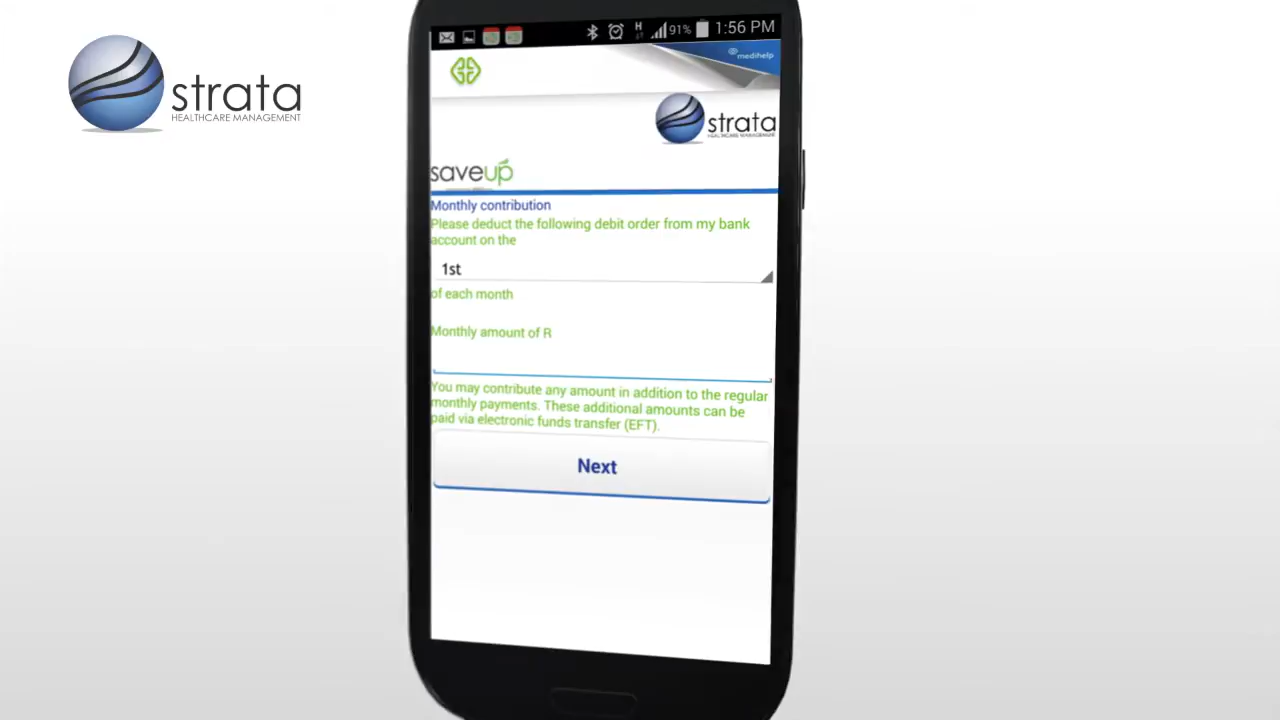 strata
HEALTHCARE MANAGEMENT
91%
1:56 PM
medihelp
strata
HEALTHCARE MANAGEMENT
saveup
Monthly contribution
Please deduct the following debit order from my bank
account on the
1st
of each month
Monthly amount of R
You may contribute any amount in addition to the regular
monthly payments. These additional amounts can be
paid via electronic funds transfer (EFT).
Next